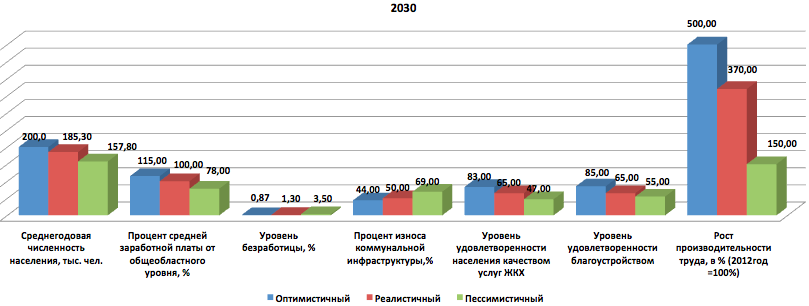 2030
200,0 185,30 157,80
115,00 100,00 78,00
0,87 1,30 3,50
44,00 50,00 69,00
83,00 65,00 47,00
85,00 65,00 55,00
500,00 370,00 150,00
Среднегодовая
численность
населения, тыс. чел.
Процент средней
заработной платы от
общеобластного
уровня, %
Уровень
безработицы, %
Процент износа
коммунальной
инфраструктуры,%
Уровень
удовлетворенности
населения качеством
услуг ЖКХ
Уровень
удовлетворенности
благоустройством
Рост
производительности
труда, в % (2012год
=100%)
Оптимистичный Реалистичный Пессимистичный